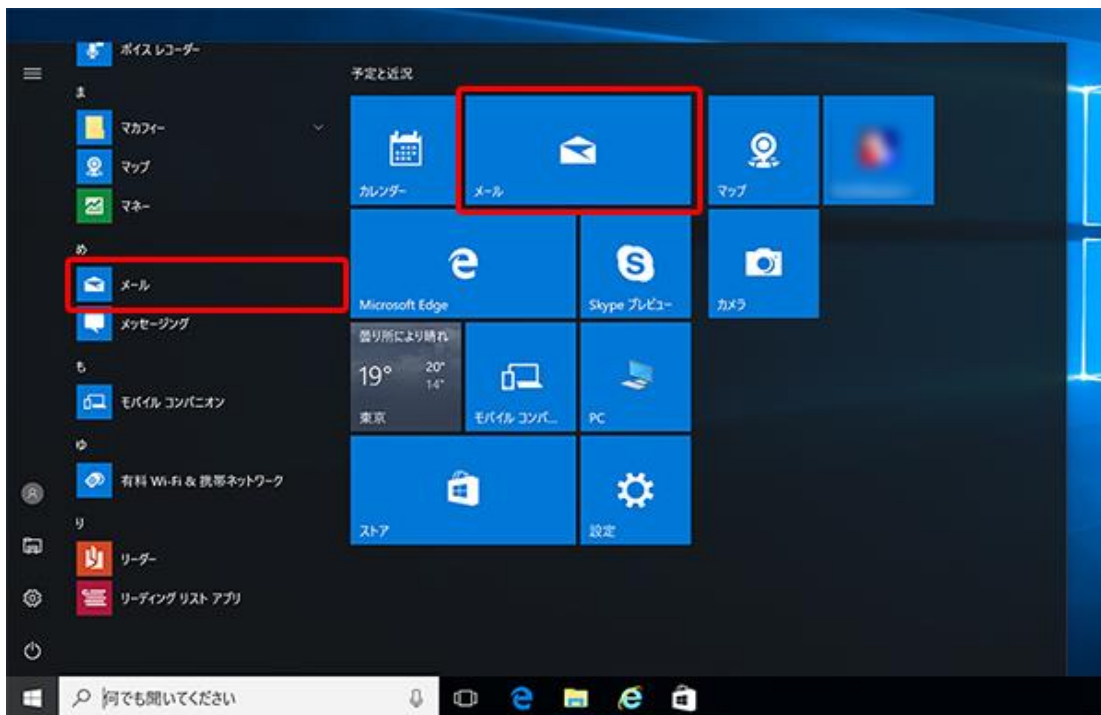 ボイス レコーダー
ま
マカフィー
マップ
マネー
め
メール
メッセージング
も
モバイル コンパニオン
ゆ
有料 Wi-Fi & 携帯ネットワーク
り
リーダー
リーディング リスト アプリ
予定と近況
カレンダー
メール
マップ
Microsoft Edge
Skype プレビュー
カメラ
曇り所により晴れ
19° 20°
14°
東京
モバイル コンパ...
PC
ストア
設定
何でも聞いてください